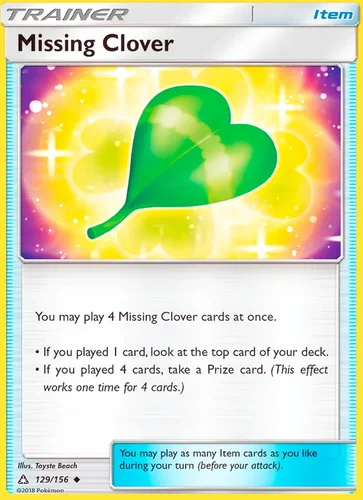 TRAINER
Item
Missing Clover
You may play 4 Missing Clover cards at once.
• If you played 1 card, look at the top card of your deck.
• If you played 4 cards, take a Prize card. (This effect
works one time for 4 cards.)
Illus. Toyste Beach
129/156
©2018 Pokémon
You may play as many Item cards as you like
during your turn (before your attack).